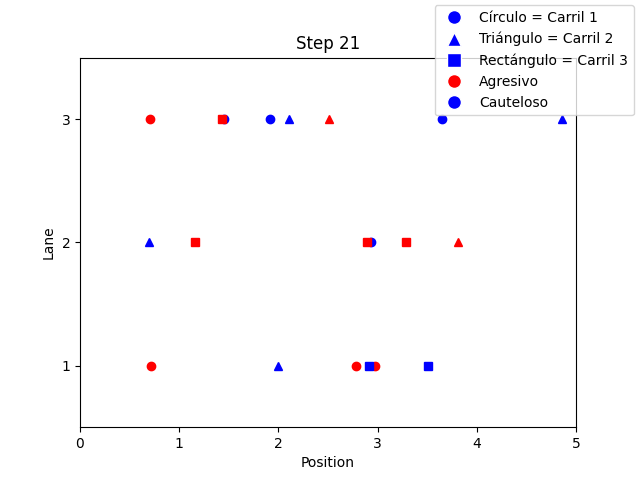 Step 21
Círculo = Carril 1
Triángulo = Carril 2
Rectángulo = Carril 3
Agresivo
Cauteloso
Lane
3
2
1
0 1 2 3 4 5
Position